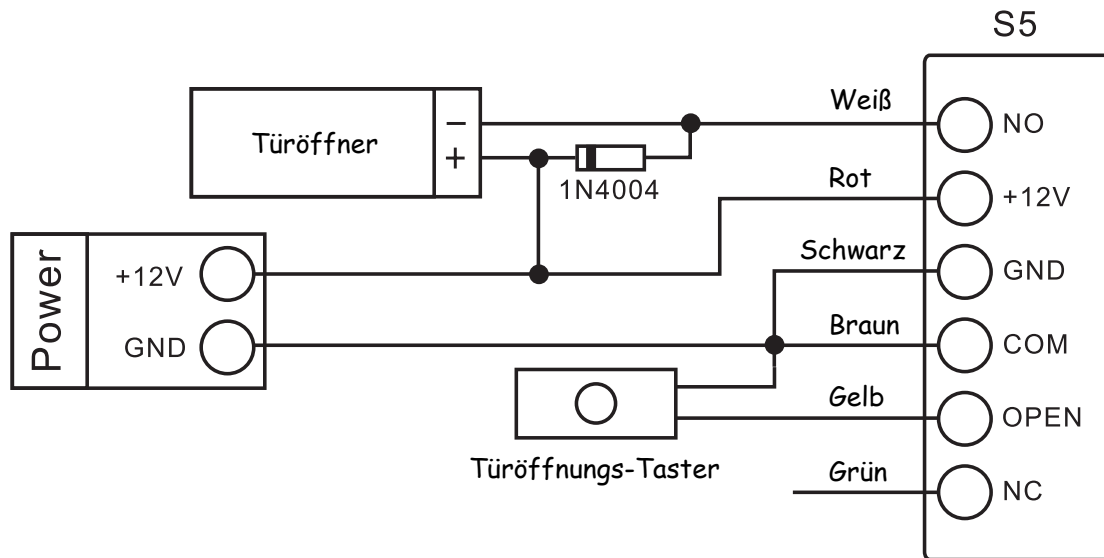 S5
Weiß
NO
Türöffner
−
+
1N4004
Rot
+12V
Schwarz
GND
Power
+12V
GND
Braun
COM
Gelb
OPEN
Türöffnungs-Taster
Grün
NC